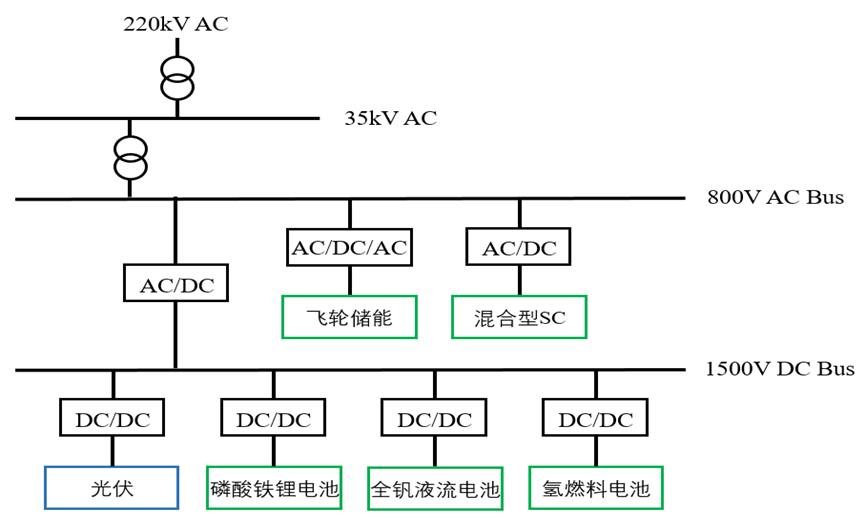 220kV AC
35kV AC
800V AC Bus
AC/DC/AC
AC/DC
AC/DC
飞轮储能
混合型SC
1500V DC Bus
DC/DC
DC/DC
DC/DC
DC/DC
光伏
磷酸铁锂电池
全钒液流电池
氢燃料电池